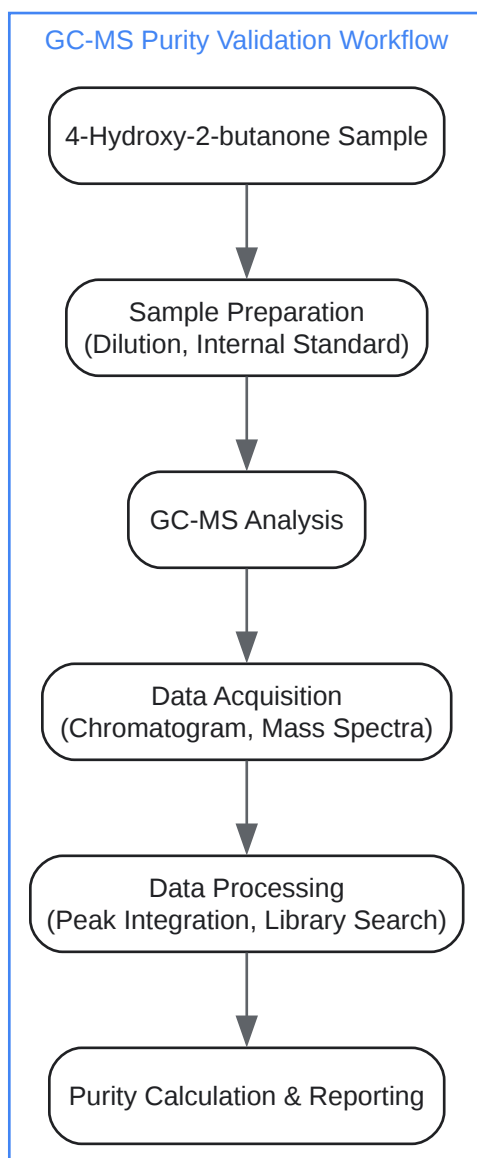 GC-MS Purity Validation Workflow
4-Hydroxy-2-butanone Sample
Sample Preparation
(Dilution, Internal Standard)
GC-MS Analysis
Data Acquisition
(Chromatogram, Mass Spectra)
Data Processing
(Peak Integration, Library Search)
Purity Calculation & Reporting